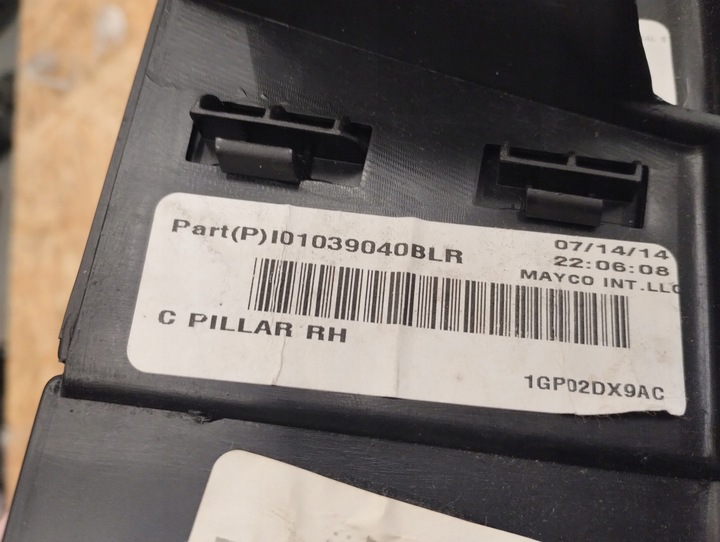 Part(P)I01039040BLR
07/14/14
22:06:08
MAYCO INT.LLC
C PILLAR RH
1GP02DX9AC